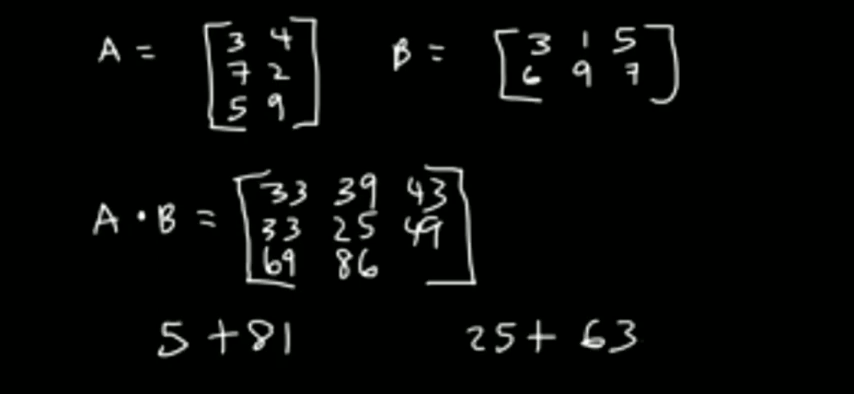 A = [ 3 4 B = [ 3 1 5 ]
7 2 ] 6 9 7
5 9
A • B = [ 33 39 43
33 25 49
69 86 ]
5 + 81 25 + 63